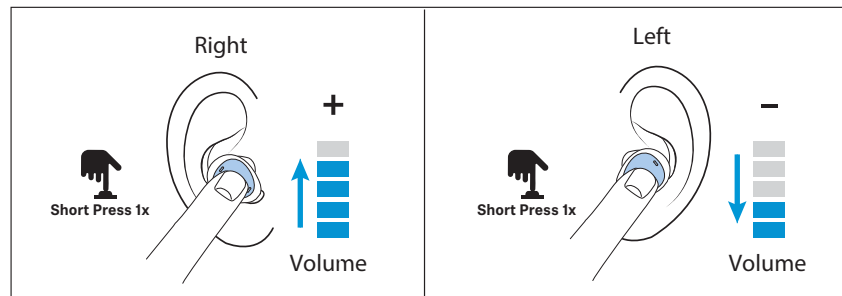 Right
+
Short Press 1x
Volume
Left
–
Short Press 1x
Volume